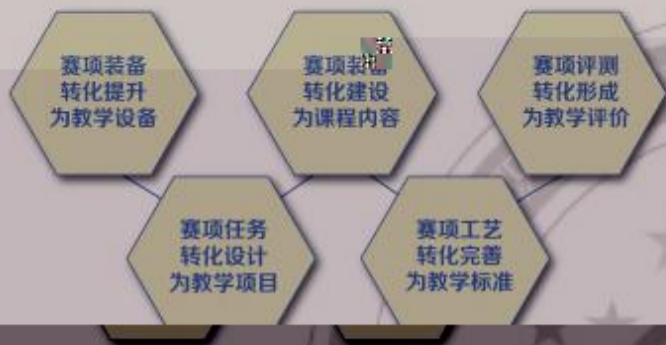 赛项装备
转化提升
为教学设备
赛项装
转化建设
为课程内容
赛项评测
转化形成
为教学评价
赛项任务
转化设计
为教学项目
赛项工艺
转化完善
为教学标准